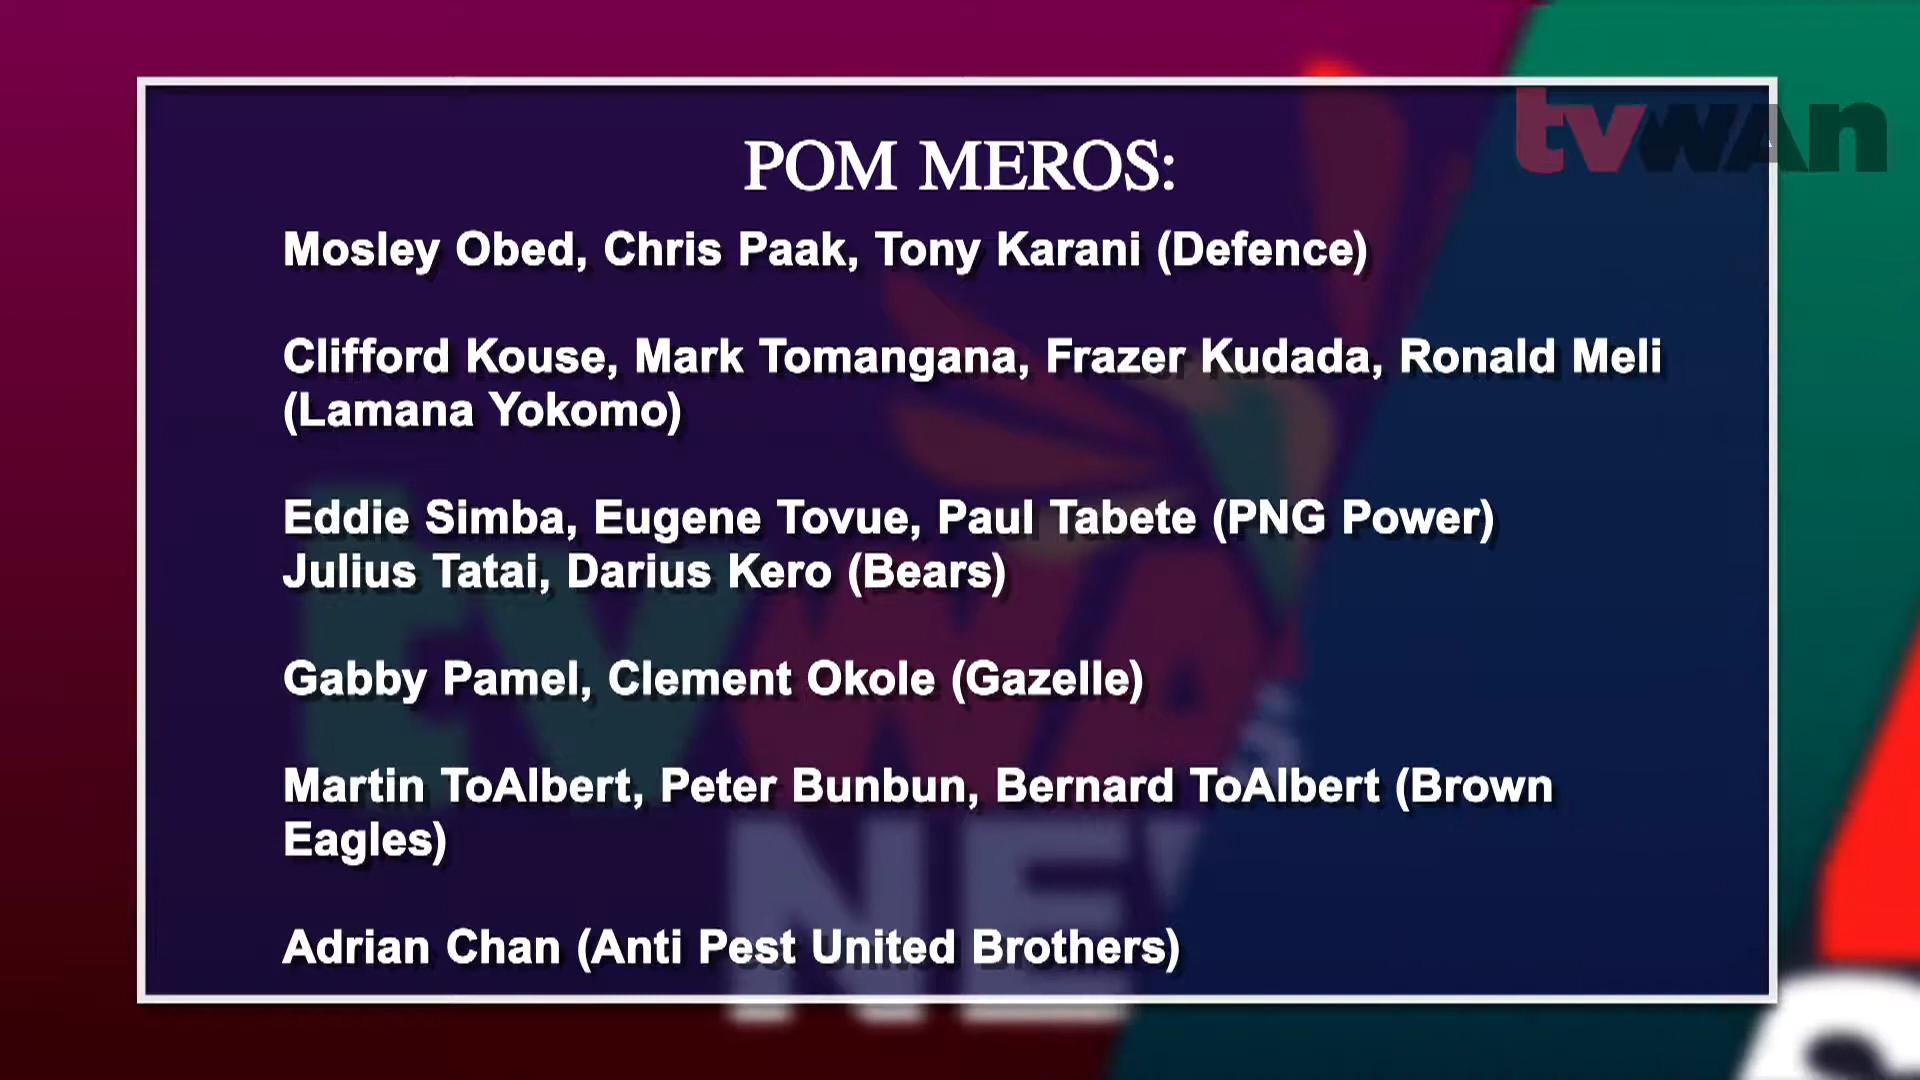 tvwan
POM MEROS:
Mosley Obed, Chris Paak, Tony Karani (Defence)
Clifford Kouse, Mark Tomangana, Frazer Kudada, Ronald Meli
(Lamana Yokomo)
Eddie Simba, Eugene Tovue, Paul Tabete (PNG Power)
Julius Tatai, Darius Kero (Bears)
Gabby Pamel, Clement Okole (Gazelle)
Martin ToAlbert, Peter Bunbun, Bernard ToAlbert (Brown
Eagles)
Adrian Chan (Anti Pest United Brothers)